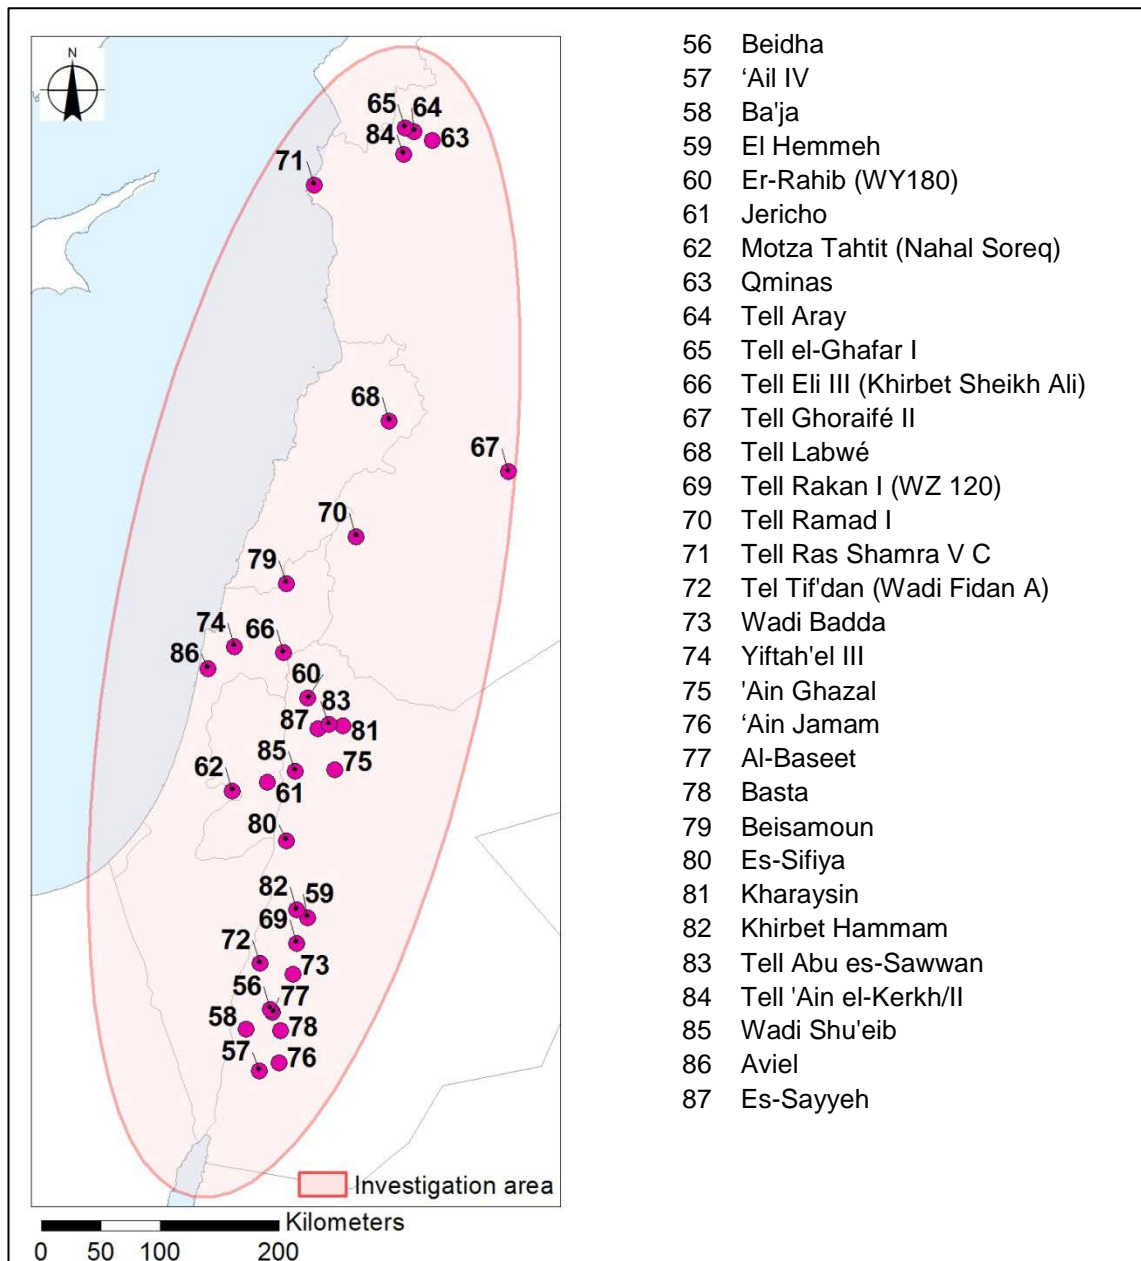 N
65
64
84
63
71
68
67
70
79
74
66
86
60
83
87
81
85
75
62
61
80
82
59
69
72
73
56
77
58
78
57
76
Investigation area
Kilometers
0 50 100 200
56 Beidha
57 ‘Ail IV
58 Ba'ja
59 El Hemmeh
60 Er-Rahib (WY180)
61 Jericho
62 Motza Tahtit (Nahal Soreq)
63 Qminas
64 Tell Aray
65 Tell el-Ghafar I
66 Tell Eli III (Khirbet Sheikh Ali)
67 Tell Ghoraifé II
68 Tell Labwé
69 Tell Rakan I (WZ 120)
70 Tell Ramad I
71 Tell Ras Shamra V C
72 Tel Tif'dan (Wadi Fidan A)
73 Wadi Badda
74 Yiftah'el III
75 'Ain Ghazal
76 ‘Ain Jamam
77 Al-Baseet
78 Basta
79 Beisamoun
80 Es-Sifiya
81 Kharaysin
82 Khirbet Hammam
83 Tell Abu es-Sawwan
84 Tell 'Ain el-Kerkh/II
85 Wadi Shu'eib
86 Aviel
87 Es-Sayyeh